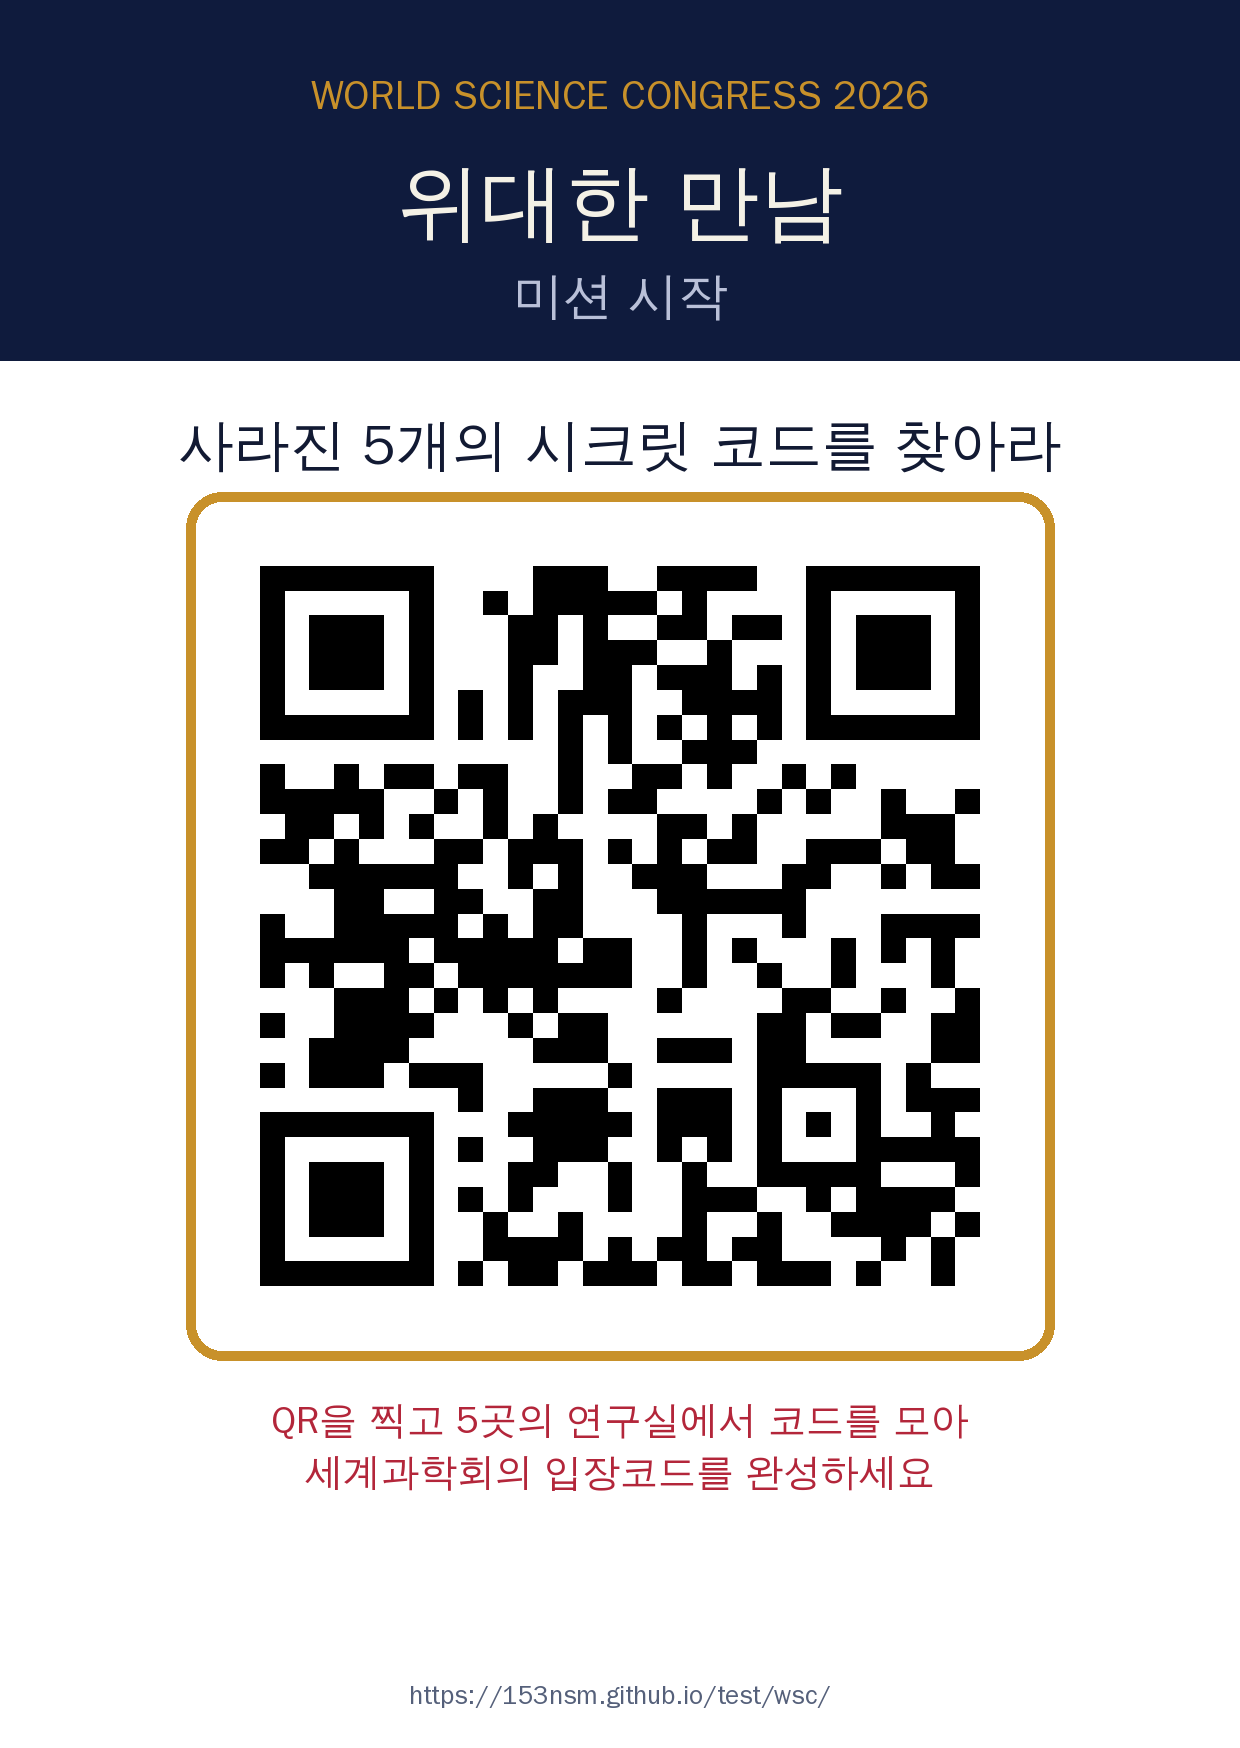 WORLD SCIENCE CONGRESS 2026
위대한 만남
미션 시작
사라진 5개의 시크릿 코드를 찾아라
QR을 찍고 5곳의 연구실에서 코드를 모아
세계과학회의 입장코드를 완성하세요
https://153nsm.github.io/test/wsc/